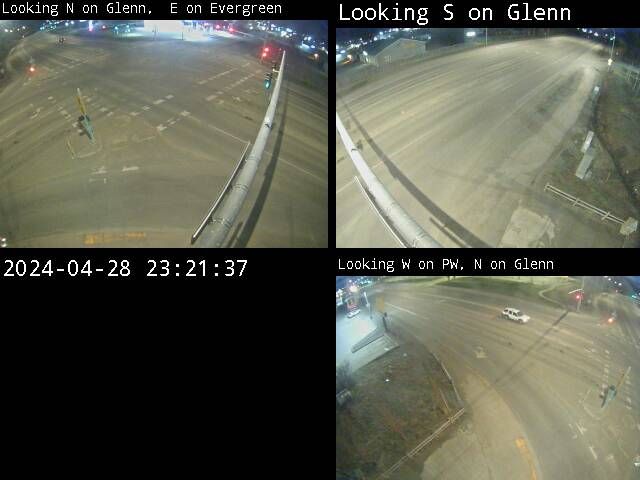 Looking N on Glenn,  E on Evergreen
Looking S on Glenn
2024-04-28 23:21:37
Looking W on PW, N on Glenn